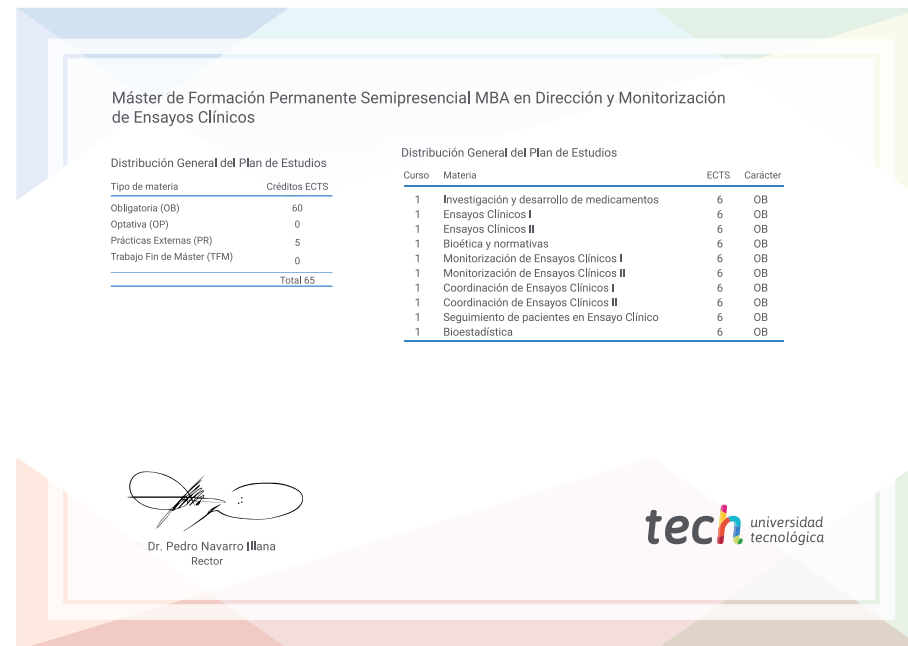 Máster de Formación Permanente Semipresencial MBA en Dirección y Monitorización
de Ensayos Clínicos
Distribución General del Plan de Estudios
Tipo de materia Créditos ECTS
Obligatoria (OB) 60
Optativa (OP) 0
Prácticas Externas (PR) 5
Trabajo Fin de Máster (TFM) 0
Total 65
Distribución General del Plan de Estudios
Curso Materia ECTS Carácter
1 Investigación y desarrollo de medicamentos 6 OB
1 Ensayos Clínicos I 6 OB
1 Ensayos Clínicos II 6 OB
1 Bioética y normativas 6 OB
1 Monitorización de Ensayos Clínicos I 6 OB
1 Monitorización de Ensayos Clínicos II 6 OB
1 Coordinación de Ensayos Clínicos I 6 OB
1 Coordinación de Ensayos Clínicos II 6 OB
1 Seguimiento de pacientes en Ensayo Clínico 6 OB
1 Bioestadística 6 OB
Dr. Pedro Navarro Illana
Rector
tech universidad
tecnológica